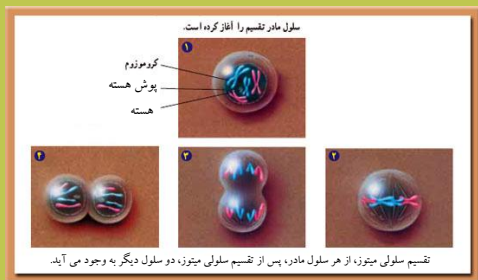 سلول مادر تقسیم را آغاز کرده است.
۱
کروموزوم
پوش هسته
هسته
۲
۳
۴
تقسیم سلولی میتوز، از هر سلول مادر، پس از تقسیم سلولی میتوز، دو سلول دیگر به وجود می آید.